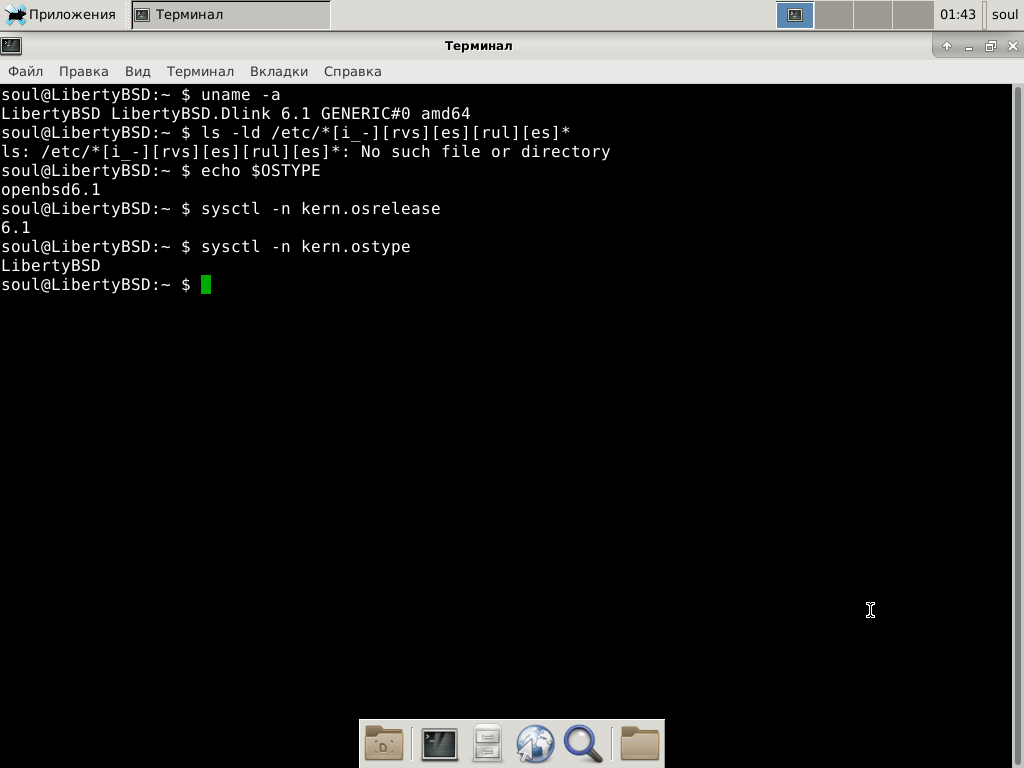 Приложения
Терминал
01:43
soul
Терминал
Файл Правка Вид Терминал Вкладки Справка
soul@LibertyBSD:~ $ uname -a
LibertyBSD LibertyBSD.Dlink 6.1 GENERIC#0 amd64
soul@LibertyBSD:~ $ ls -ld /etc/*[i_-][rvs][es][rul][es]*
ls: /etc/*[i_-][rvs][es][rul][es]*: No such file or directory
soul@LibertyBSD:~ $ echo $OSTYPE
openbsd6.1
soul@LibertyBSD:~ $ sysctl -n kern.osrelease
6.1
soul@LibertyBSD:~ $ sysctl -n kern.ostype
LibertyBSD
soul@LibertyBSD:~ $
D